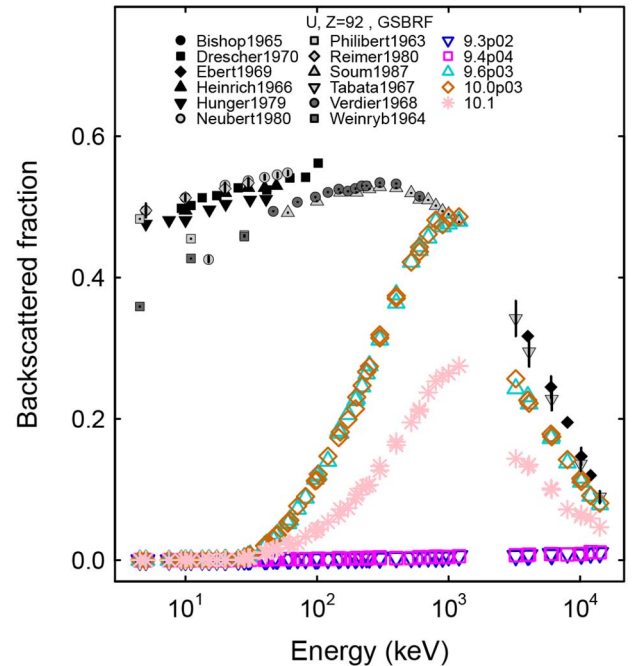 U, Z=92 , GSBRF
Bishop1965
Drescher1970
Ebert1969
Heinrich1966
Hunger1979
Neubert1980
Philibert1963
Reimer1980
Soum1987
Tabata1967
Verdier1968
Weinryb1964
9.3p02
9.4p04
9.6p03
10.0p03
10.1
Backscattered fraction
0.6
0.4
0.2
0.0
10¹ 10² 10³ 10⁴
Energy (keV)